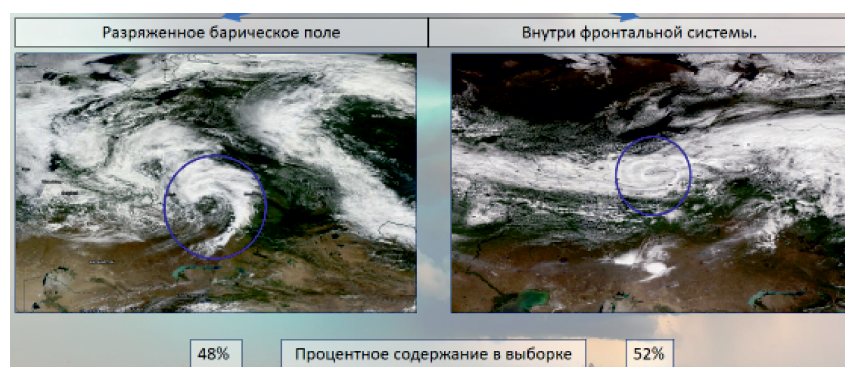 Разряженное барическое поле
Внутри фронтальной системы.
48%
Процентное содержание в выборке
52%